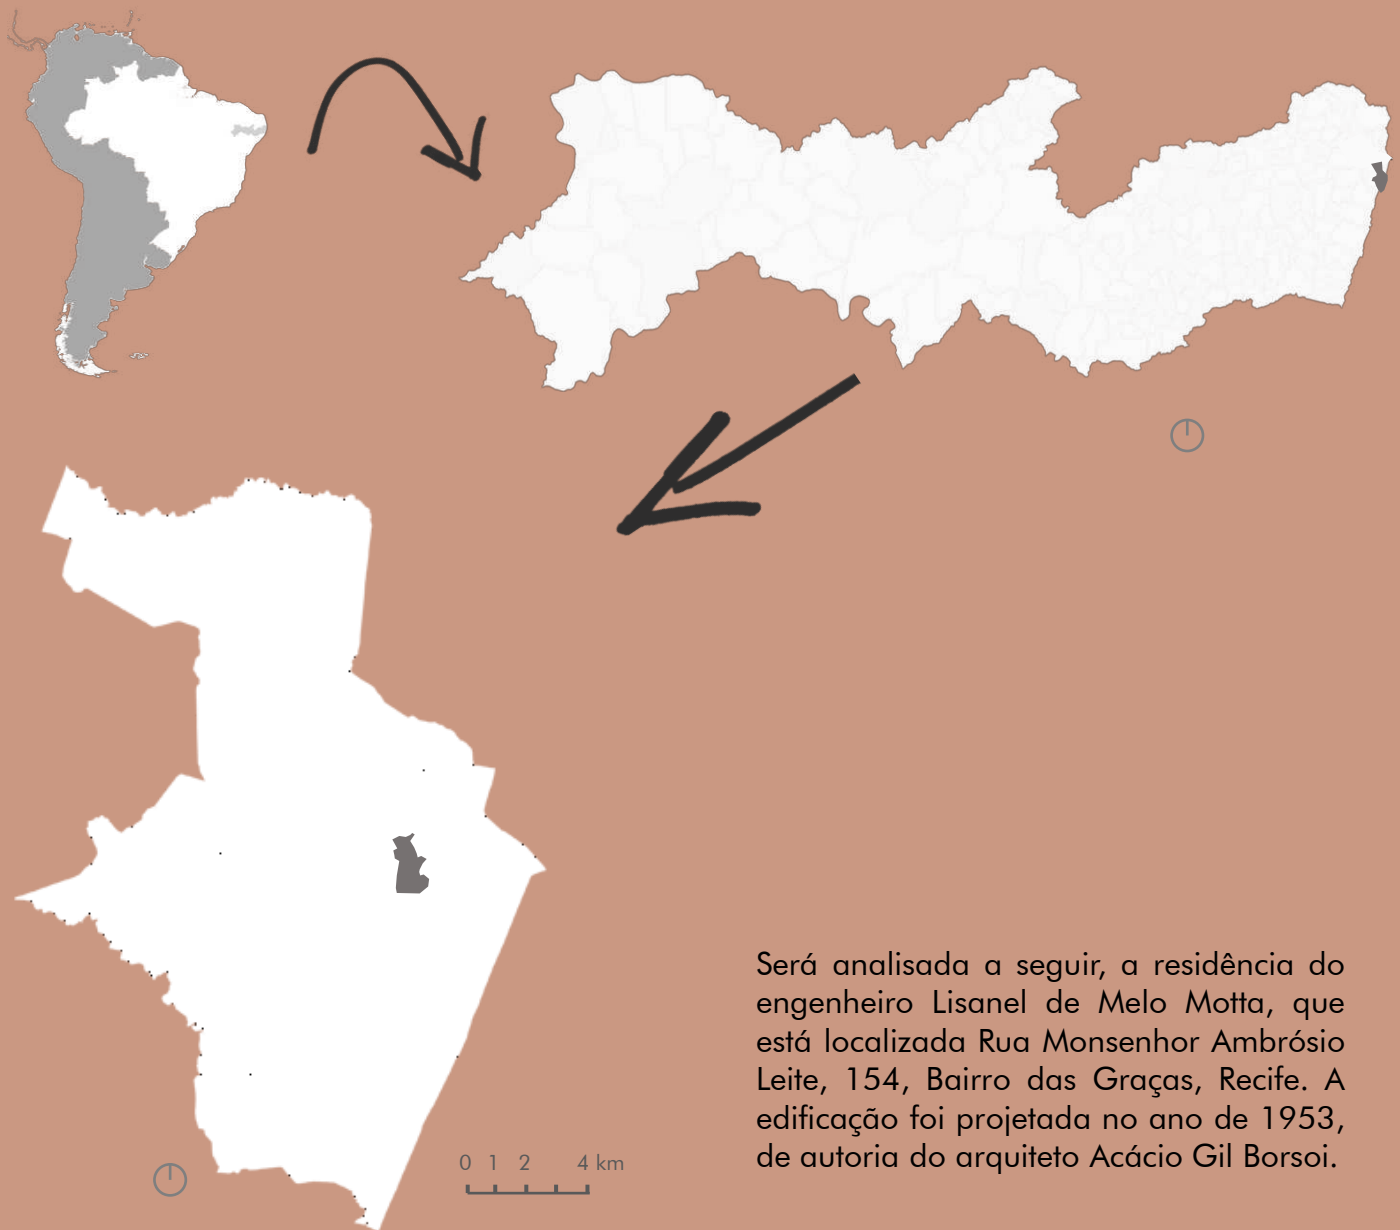 0 1 2 4 km
Será analisada a seguir, a residência do
engenheiro Lisanel de Melo Motta, que
está localizada Rua Monsenhor Ambrósio
Leite, 154, Bairro das Graças, Recife. A
edificação foi projetada no ano de 1953,
de autoria do arquiteto Acácio Gil Borsoi.